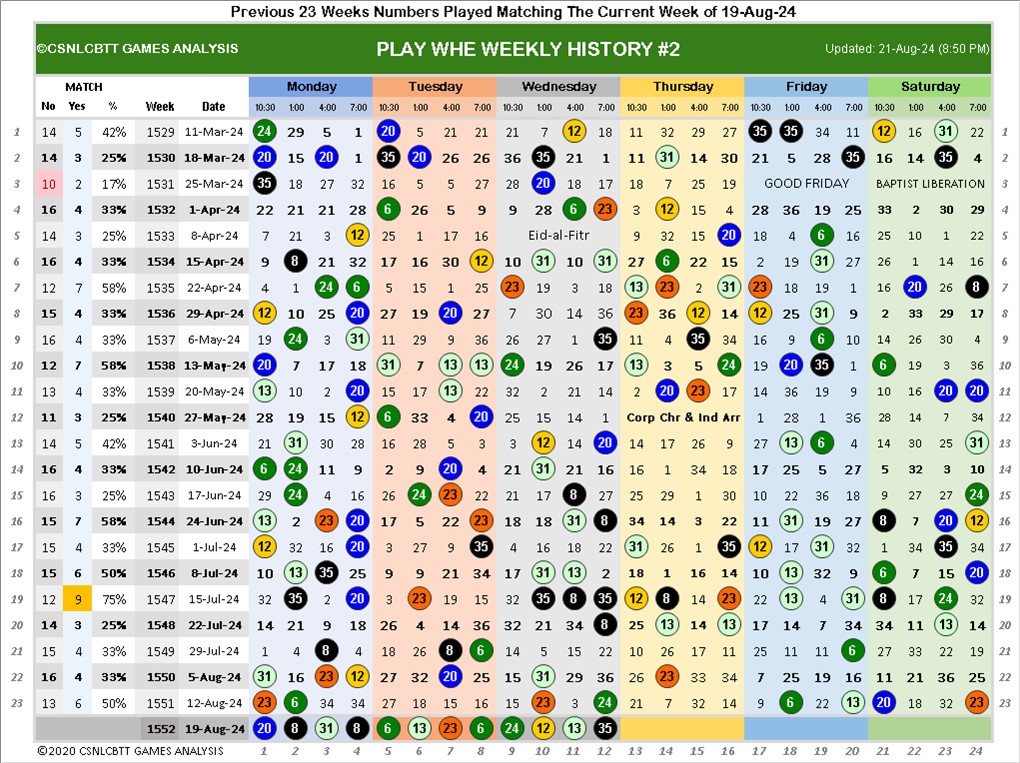 Previous 23 Weeks Numbers Played Matching The Current Week of 19-Aug-24
©CSNLCBTT GAMES ANALYSIS PLAY WHE WEEKLY HISTORY #2 Updated: 21-Aug-24 (8:50 PM)
MATCH Monday Tuesday Wednesday Thursday Friday Saturday
No Yes % Week Date 10:30 1:00 4:00 7:00 10:30 1:00 4:00 7:00 10:30 1:00 4:00 7:00 10:30 1:00 4:00 7:00 10:30 1:00 4:00 7:00 10:30 1:00 4:00 7:00
1 14 5 42% 1529 11-Mar-24 24 29 5 1 20 5 21 21 21 7 12 18 11 32 29 27 35 35 34 11 12 16 31 22 1
2 14 3 25% 1530 18-Mar-24 20 15 20 1 35 20 26 26 36 35 21 1 11 31 14 30 21 5 28 35 16 14 35 4 2
3 10 2 17% 1531 25-Mar-24 35 18 27 32 16 5 5 27 28 20 18 17 18 7 25 19 GOOD FRIDAY BAPTIST LIBERATION 3
4 16 4 33% 1532 1-Apr-24 22 21 21 28 6 26 5 9 9 28 6 23 3 12 15 4 28 36 19 25 33 2 30 29 4
5 14 3 25% 1533 8-Apr-24 7 21 3 12 25 1 17 16 Eid-al-Fitr 9 32 15 20 18 4 6 16 25 10 1 22 5
6 16 4 33% 1534 15-Apr-24 9 8 21 32 17 16 30 12 10 31 10 31 27 6 22 15 2 19 31 27 26 1 14 16 6
7 12 7 58% 1535 22-Apr-24 4 1 24 6 5 15 1 25 23 19 3 18 13 23 2 31 23 18 19 1 16 20 26 8 7
8 15 4 33% 1536 29-Apr-24 12 10 25 20 27 19 20 27 7 30 14 36 23 36 12 14 12 25 31 9 2 33 29 17 8
9 16 4 33% 1537 6-May-24 19 24 3 31 11 29 9 36 26 27 1 35 11 4 35 34 16 9 6 10 14 26 30 4 9
10 12 7 58% 1538 13-May-24 20 7 17 18 31 7 13 13 24 19 26 17 13 3 5 24 18 20 35 1 6 19 3 36 10
11 13 4 33% 1539 20-May-24 13 10 2 20 15 17 13 22 25 16 18 11 2 20 23 17 14 36 19 9 10 16 20 20 11
12 11 3 25% 1540 27-May-24 28 19 15 12 6 33 4 20 25 15 14 1 Corp Chr & Ind Arr 1 28 1 36 28 14 7 34 12
13 14 5 42% 1541 3-Jun-24 21 31 30 28 16 28 5 3 3 12 14 20 14 17 26 9 27 13 6 4 14 30 25 31 13
14 16 4 33% 1542 10-Jun-24 6 24 11 9 2 9 20 4 21 31 21 16 16 1 34 18 17 25 5 27 5 32 3 10 14
15 16 3 25% 1543 17-Jun-24 29 24 4 16 26 24 23 22 21 17 8 27 25 29 1 30 10 22 36 18 9 27 27 24 15
16 15 7 58% 1544 24-Jun-24 13 2 23 20 17 5 22 23 18 18 31 8 34 14 3 22 11 31 19 27 8 7 20 12 16
17 15 4 33% 1545 1-Jul-24 12 32 16 20 3 27 9 35 4 16 18 22 31 26 1 35 12 17 31 32 1 34 35 34 17
18 15 6 50% 1546 8-Jul-24 10 13 35 25 9 9 21 34 17 31 13 2 18 1 16 14 10 13 32 9 6 7 15 20 18
19 12 9 75% 1547 15-Jul-24 32 35 2 20 3 23 19 15 32 35 8 35 12 8 14 23 22 13 4 31 8 17 24 32 19
20 14 3 25% 1548 22-Jul-24 14 21 9 18 26 4 14 36 32 21 34 8 25 13 14 13 17 14 7 34 34 11 13 14 20
21 15 4 33% 1549 29-Jul-24 1 4 8 4 15 18 8 6 14 5 22 15 10 26 17 11 25 11 11 6 27 33 22 19 21
22 16 4 33% 1550 5-Aug-24 31 16 23 12 27 32 20 25 15 31 29 36 26 23 33 34 7 25 19 16 11 21 36 25 22
23 13 6 50% 1551 12-Aug-24 23 6 34 34 27 18 15 16 10 23 3 24 21 7 32 14 9 6 22 13 20 18 32 23 23
1552 19-Aug-24 20 8 31 8 6 13 23 6 24 12 13 35
©2020 CSNLCBTT GAMES ANALYSIS 1 2 3 4 5 6 7 8 9 10 11 12 13 14 15 16 17 18 19 20 21 22 23 24